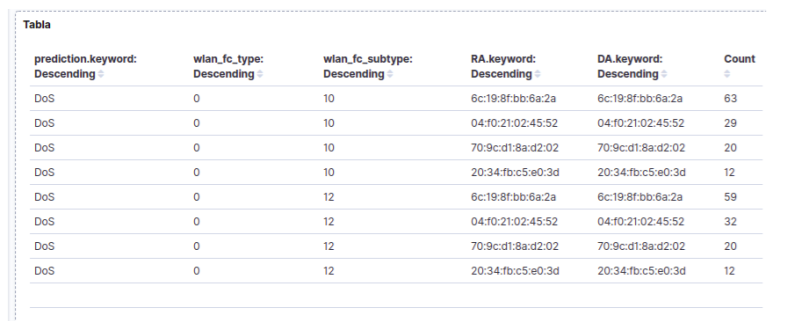 Tabla
prediction.keyword: wlan_fc_type: wlan_fc_subtype: RA.keyword: DA.keyword: Count
Descending Descending Descending Descending Descending
DoS 0 10 6c:19:8f:bb:6a:2a 6c:19:8f:bb:6a:2a 63
DoS 0 10 04:f0:21:02:45:52 04:f0:21:02:45:52 29
DoS 0 10 70:9c:d1:8a:d2:02 70:9c:d1:8a:d2:02 20
DoS 0 10 20:34:fb:c5:e0:3d 20:34:fb:c5:e0:3d 12
DoS 0 12 6c:19:8f:bb:6a:2a 6c:19:8f:bb:6a:2a 59
DoS 0 12 04:f0:21:02:45:52 04:f0:21:02:45:52 32
DoS 0 12 70:9c:d1:8a:d2:02 70:9c:d1:8a:d2:02 20
DoS 0 12 20:34:fb:c5:e0:3d 20:34:fb:c5:e0:3d 12